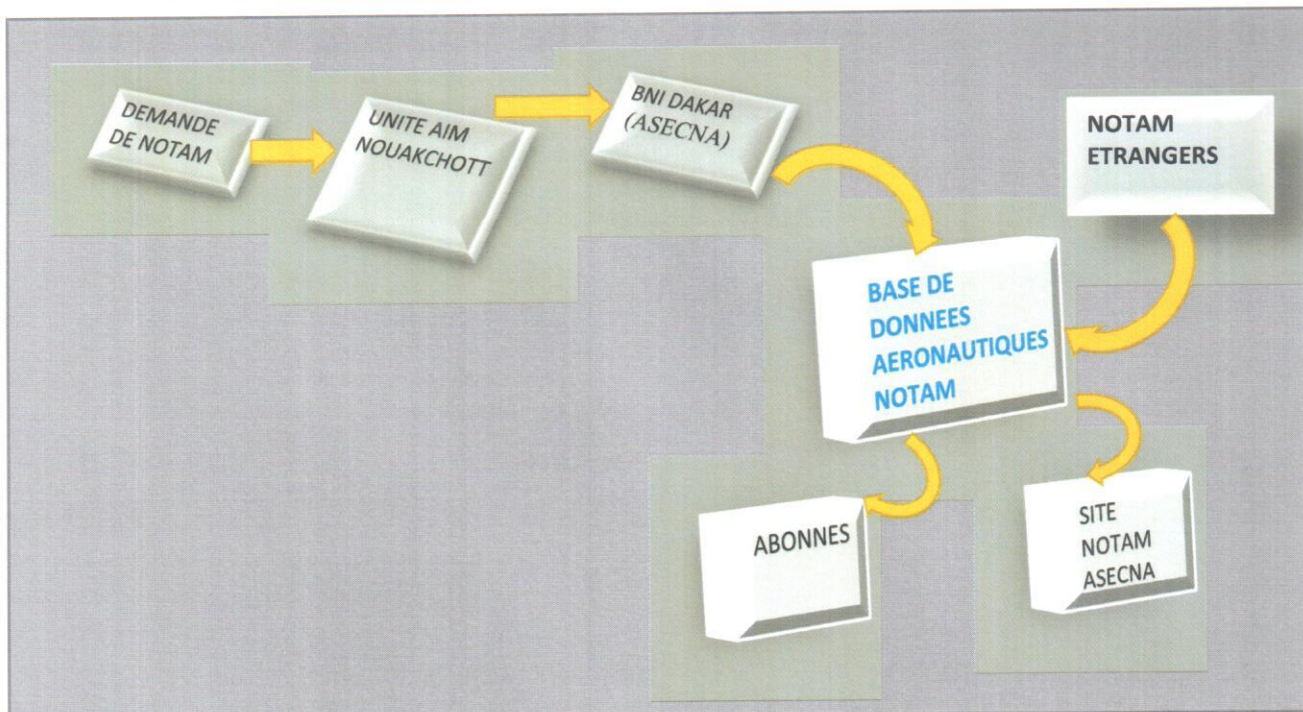 DEMANDE
DE NOTAM
UNITE AIM
NOUAKCHOTT
BNI DAKAR
(ASECNA)
NOTAM
ETRANGERS
BASE DE
DONNEES
AERONAUTIQUES
NOTAM
ABONNES
SITE
NOTAM
ASECNA